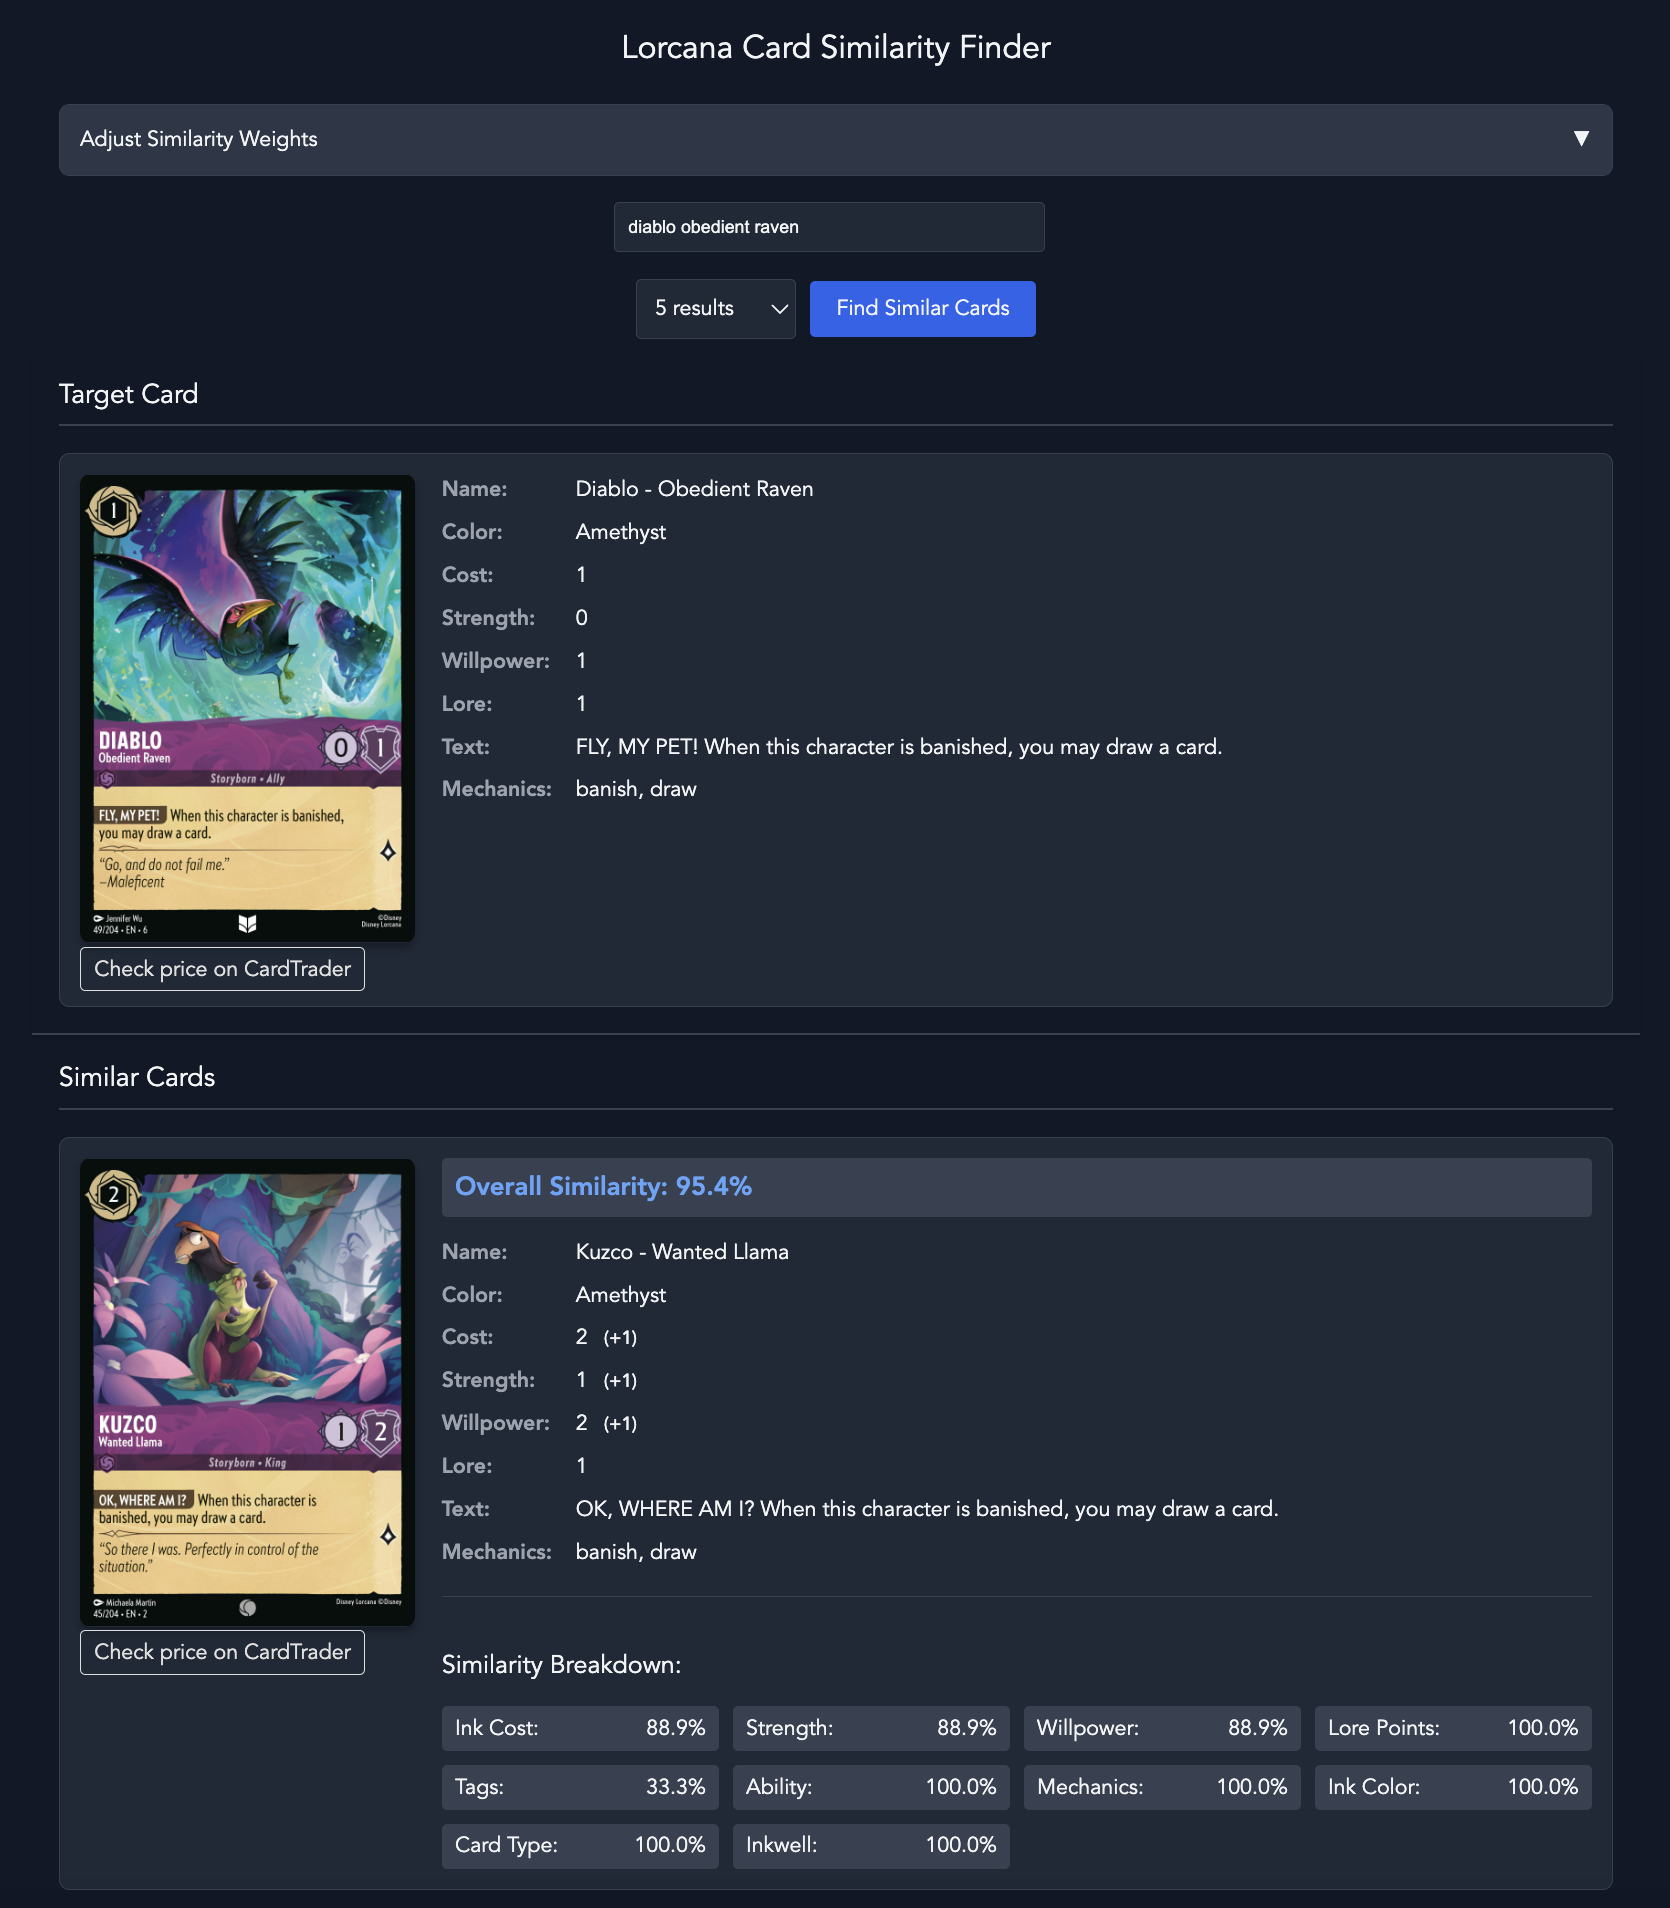 Lorcana Card Similarity Finder
Adjust Similarity Weights ▼
diablo obedient raven
5 results
Find Similar Cards
Target Card
1
DIABLO
Obedient Raven
0 1
Storyborn • Ally
FLY, MY PET! When this character is banished,
you may draw a card.
“Go, and do not fail me.”
–Maleficent
Jennifer Wu
49/204 • EN • 6
©Disney
Disney Lorcana
Check price on CardTrader
Name: Diablo - Obedient Raven
Color: Amethyst
Cost: 1
Strength: 0
Willpower: 1
Lore: 1
Text: FLY, MY PET! When this character is banished, you may draw a card.
Mechanics: banish, draw
Similar Cards
2
KUZCO
Wanted Llama
1 2
Storyborn • King
OK, WHERE AM I? When this character is
banished, you may draw a card.
“So there I was. Perfectly in control of the
situation.”
Michaela Martin
45/204 • EN • 2
Disney Lorcana ©Disney
Check price on CardTrader
Overall Similarity: 95.4%
Name: Kuzco - Wanted Llama
Color: Amethyst
Cost: 2 (+1)
Strength: 1 (+1)
Willpower: 2 (+1)
Lore: 1
Text: OK, WHERE AM I? When this character is banished, you may draw a card.
Mechanics: banish, draw
Similarity Breakdown:
Ink Cost: 88.9% Strength: 88.9% Willpower: 88.9% Lore Points: 100.0%
Tags: 33.3% Ability: 100.0% Mechanics: 100.0% Ink Color: 100.0%
Card Type: 100.0% Inkwell: 100.0%